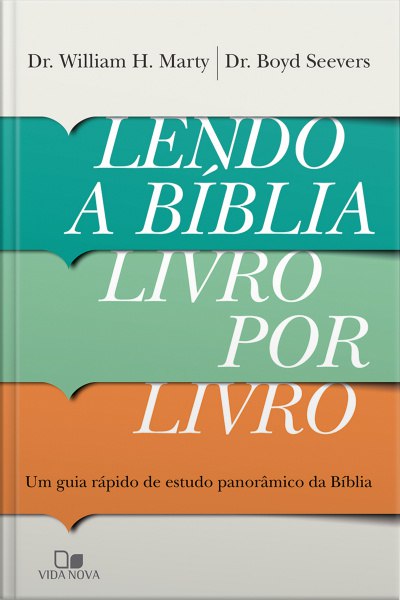 Dr. William H. Marty | Dr. Boyd Seevers
LENDO
A BÍBLIA
LIVRO
POR
LIVRO
Um guia rápido de estudo panorâmico da Bíblia
VIDA NOVA